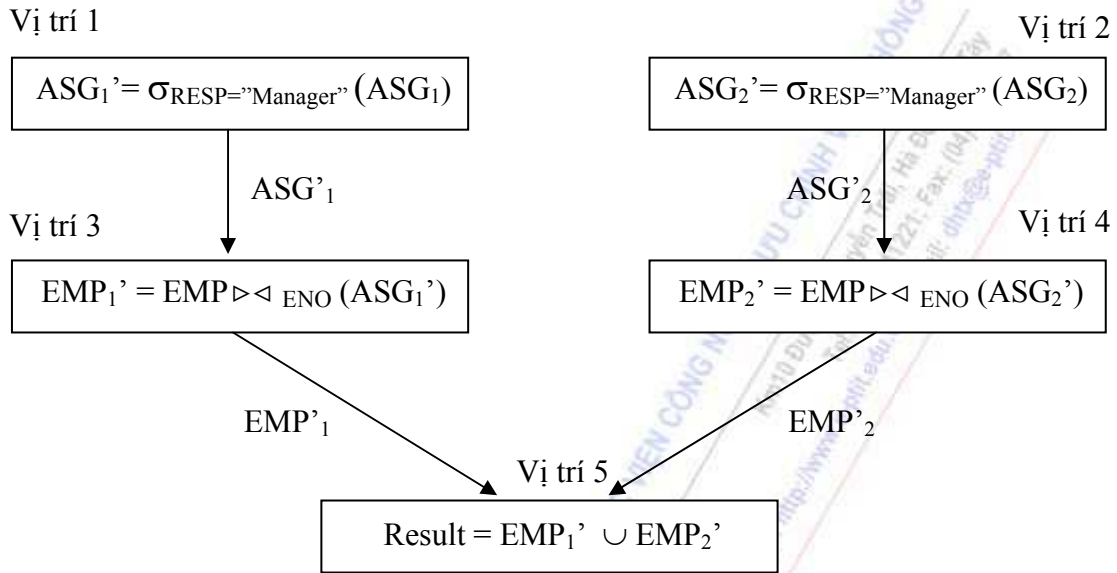 Vị trí 1
Vị trí 2
ASG₁’= σRESP=”Manager” (ASG₁)
ASG₂’= σRESP=”Manager” (ASG₂)
ASG’₁
ASG’₂
Vị trí 3
Vị trí 4
EMP₁’ = EMP ⊳⊲ ENO (ASG₁’)
EMP₂’ = EMP ⊳⊲ ENO (ASG₂’)
EMP’₁
EMP’₂
Vị trí 5
Result = EMP₁’ ∪ EMP₂’